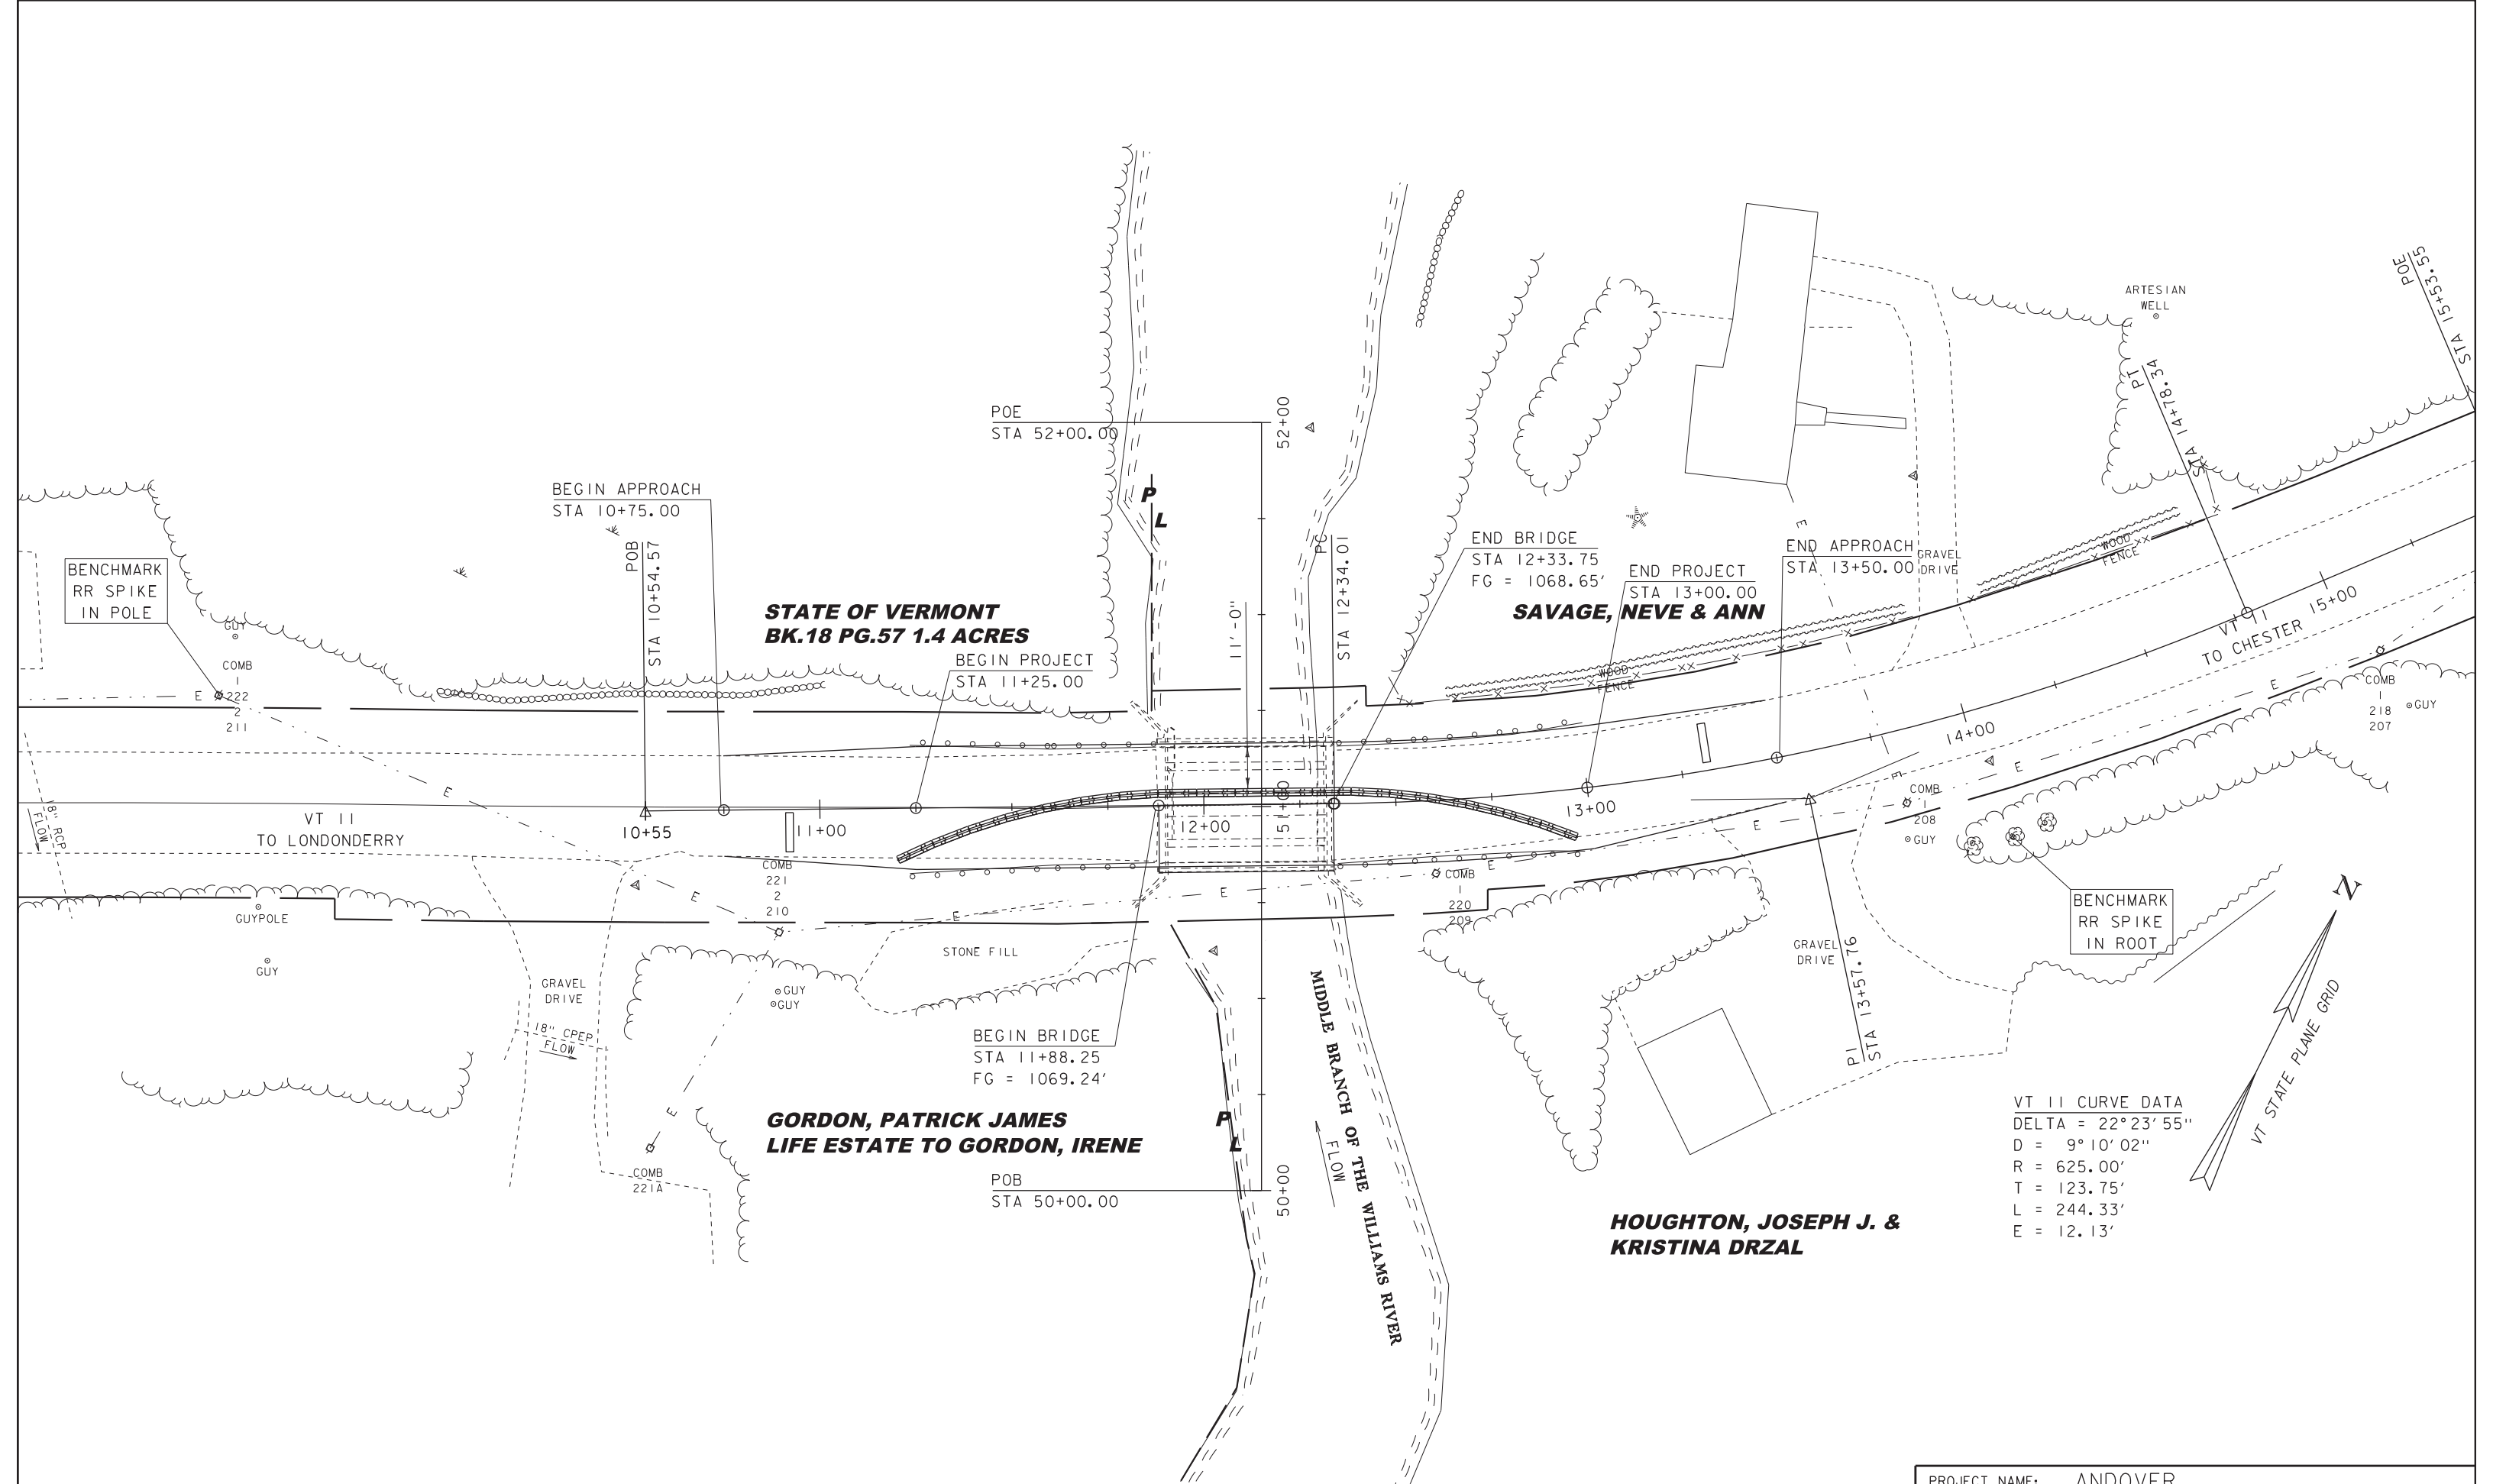 POE
STA 52+00.00
52+00
ARTESIAN
WELL
POE
STA 15+53.55
PT
STA 14+78.34
BEGIN APPROACH
STA 10+75.00
P
L
POB
STA 10+54.57
BENCHMARK
RR SPIKE
IN POLE
GUY
COMB
1
222
2
211
E
STATE OF VERMONT
BK.18 PG.57 1.4 ACRES
BEGIN PROJECT
STA 11+25.00
11'-0"
PC
STA 12+34.01
END BRIDGE
STA 12+33.75
FG = 1068.65'
END PROJECT
STA 13+00.00
SAVAGE, NEVE & ANN
E
END APPROACH
STA 13+50.00
GRAVEL
DRIVE
WOOD
FENCE
WOOD
FENCE
VT 11
TO CHESTER
15+00
E
COMB
1
218
207
GUY
18" RCP
FLOW
VT 11
TO LONDONDERRY
E
10+55
11+00
12+00
51+00
13+00
14+00
E
E
COMB
1
208
GUY
E
COMB
221
2
210
E
E
E
E
COMB
1
220
209
GUYPOLE
GUY
GRAVEL
DRIVE
18" CPEP
FLOW
GUY
GUY
STONE FILL
BEGIN BRIDGE
STA 11+88.25
FG = 1069.24'
E
COMB
221A
GORDON, PATRICK JAMES
LIFE ESTATE TO GORDON, IRENE
P
L
POB
STA 50+00.00
50+00
MIDDLE BRANCH OF THE WILLIAMS RIVER
FLOW
GRAVEL
DRIVE
PI
STA 13+57.76
BENCHMARK
RR SPIKE
IN ROOT
N
VT STATE PLANE GRID
HOUGHTON, JOSEPH J. &
KRISTINA DRZAL
VT 11 CURVE DATA
DELTA = 22°23'55"
D = 9°10'02"
R = 625.00'
T = 123.75'
L = 244.33'
E = 12.13'
PROJECT NAME: ANDOVER